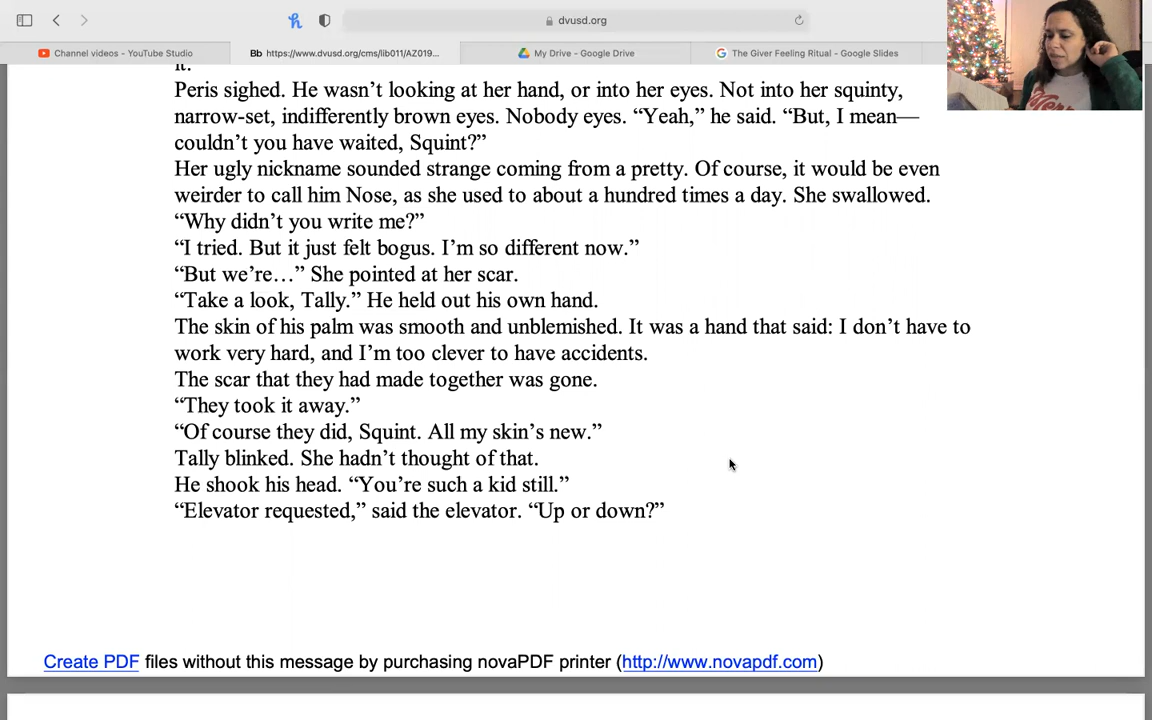 dvusd.org
Channel videos - YouTube Studio
Bb https://www.dvusd.org/cms/lib011/AZ019...
My Drive - Google Drive
The Giver Feeling Ritual - Google Slides
it.
Peris sighed. He wasn’t looking at her hand, or into her eyes. Not into her squinty,
narrow-set, indifferently brown eyes. Nobody eyes. “Yeah,” he said. “But, I mean—
couldn’t you have waited, Squint?”
Her ugly nickname sounded strange coming from a pretty. Of course, it would be even
weirder to call him Nose, as she used to about a hundred times a day. She swallowed.
“Why didn’t you write me?”
“I tried. But it just felt bogus. I’m so different now.”
“But we’re…” She pointed at her scar.
“Take a look, Tally.” He held out his own hand.
The skin of his palm was smooth and unblemished. It was a hand that said: I don’t have to
work very hard, and I’m too clever to have accidents.
The scar that they had made together was gone.
“They took it away.”
“Of course they did, Squint. All my skin’s new.”
Tally blinked. She hadn’t thought of that.
He shook his head. “You’re such a kid still.”
“Elevator requested,” said the elevator. “Up or down?”
Create PDF files without this message by purchasing novaPDF printer (http://www.novapdf.com)